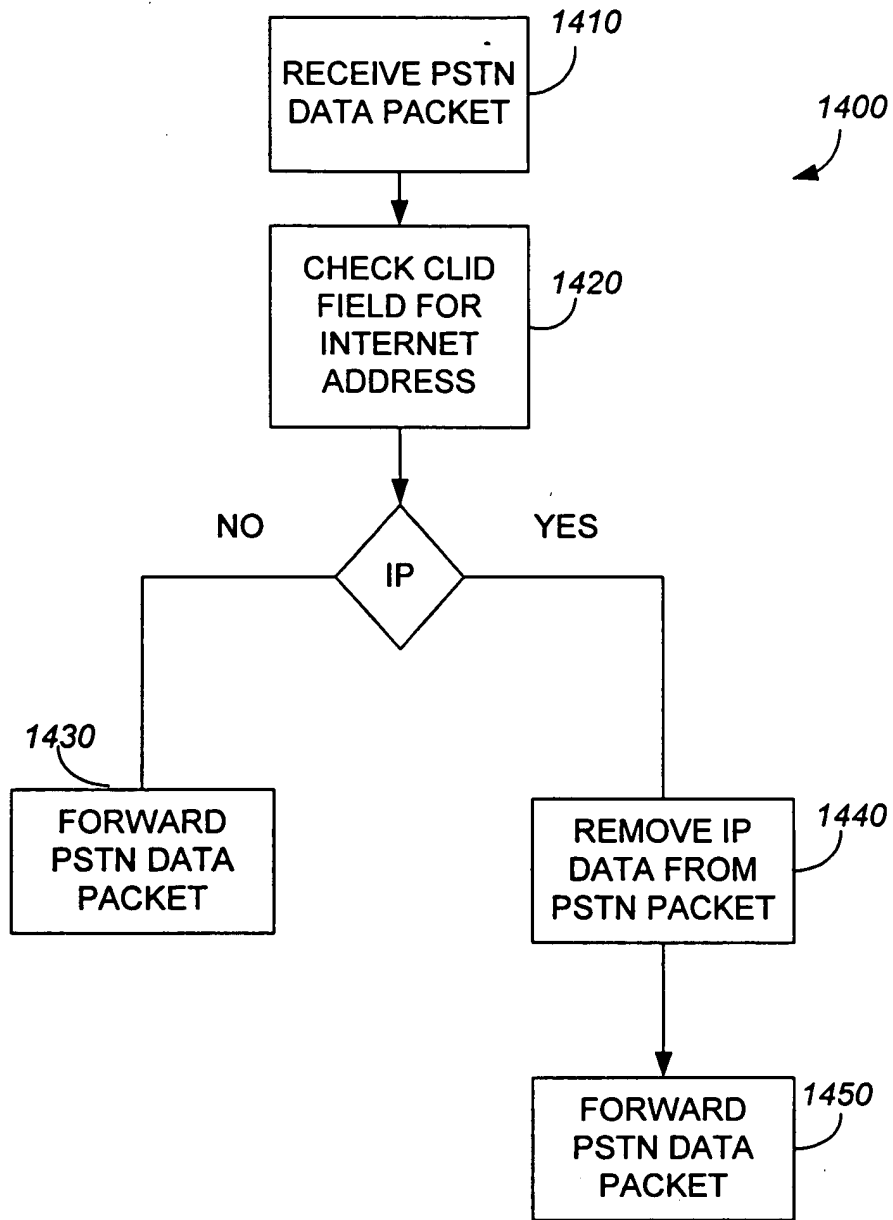 1410
RECEIVE PSTN
DATA PACKET
1400
CHECK CLID
FIELD FOR
INTERNET
ADDRESS
1420
NO
YES
IP
1430
FORWARD
PSTN DATA
PACKET
1440
REMOVE IP
DATA FROM
PSTN PACKET
1450
FORWARD
PSTN DATA
PACKET